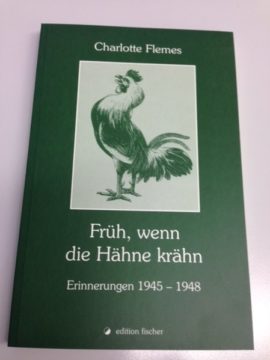 Charlotte Flemes
Früh, wenn
die Hähne krähn
Erinnerungen 1945 – 1948
edition fischer